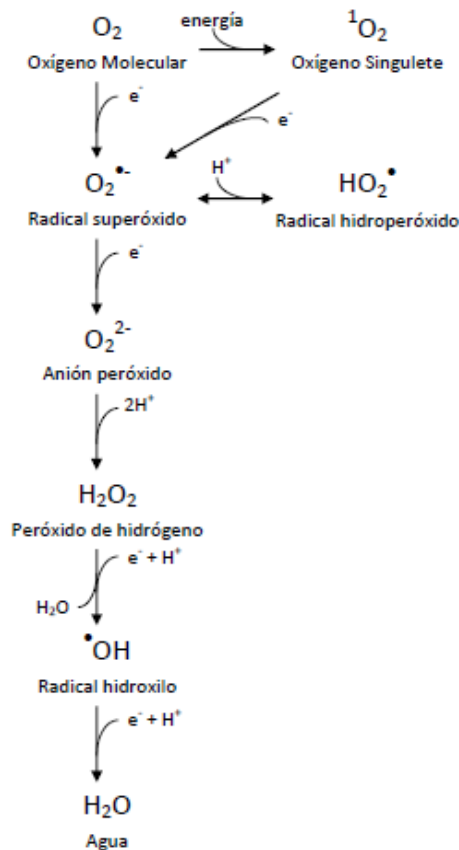 O₂ energía ¹O₂
Oxígeno Molecular Oxígeno Singulete
e⁻ e⁻
O₂•⁻ H⁺ HO₂•
Radical superóxido Radical hidroperóxido
e⁻
O₂²⁻
Anión peróxido
2H⁺
H₂O₂
Peróxido de hidrógeno
e⁻ + H⁺
H₂O
•OH
Radical hidroxilo
e⁻ + H⁺
H₂O
Agua